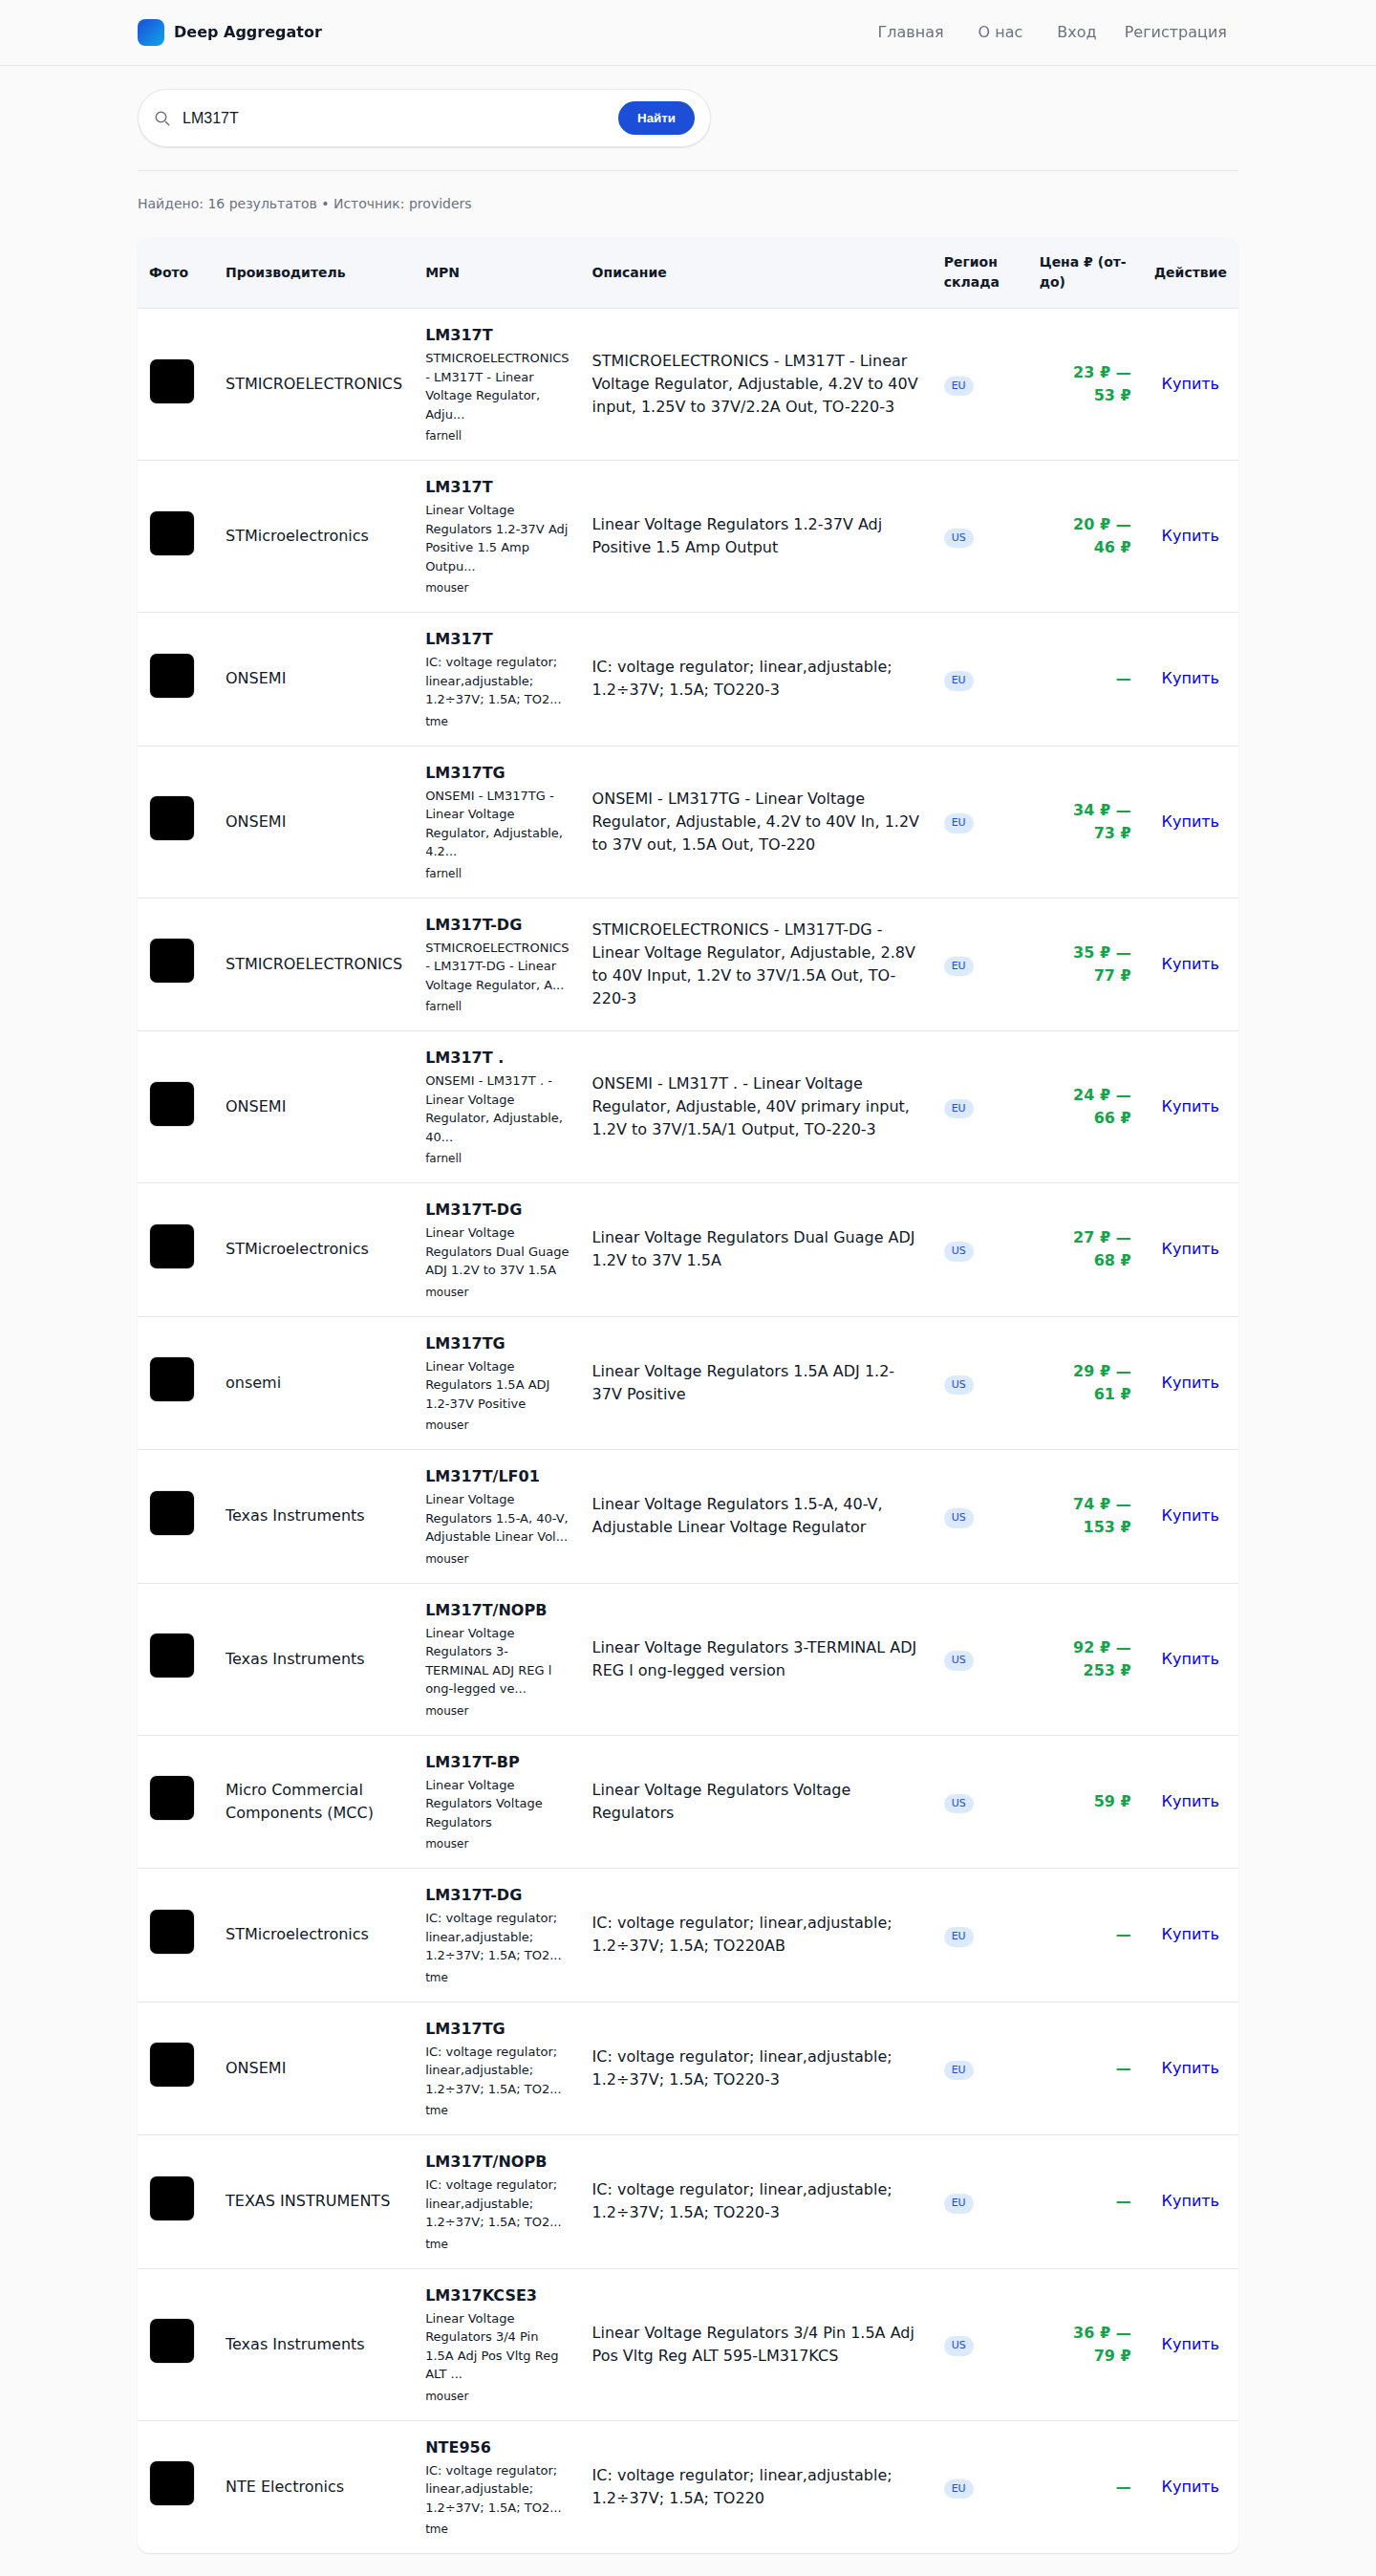 Deep Aggregator
Главная О нас Вход Регистрация
LM317T
Найти
Найдено: 16 результатов • Источник: providers
Фото Производитель MPN Описание Регион склада Цена ₽ (от-до) Действие
STMICROELECTRONICS
LM317T
STMICROELECTRONICS
- LM317T - Linear
Voltage Regulator,
Adju...
farnell
STMICROELECTRONICS - LM317T - Linear
Voltage Regulator, Adjustable, 4.2V to 40V
input, 1.25V to 37V/2.2A Out, TO-220-3
EU
23 ₽ —
53 ₽
Купить
STMicroelectronics
LM317T
Linear Voltage
Regulators 1.2-37V Adj
Positive 1.5 Amp
Outpu...
mouser
Linear Voltage Regulators 1.2-37V Adj
Positive 1.5 Amp Output
US
20 ₽ —
46 ₽
Купить
ONSEMI
LM317T
IC: voltage regulator;
linear,adjustable;
1.2÷37V; 1.5A; TO2...
tme
IC: voltage regulator; linear,adjustable;
1.2÷37V; 1.5A; TO220-3
EU
—
Купить
ONSEMI
LM317TG
ONSEMI - LM317TG -
Linear Voltage
Regulator, Adjustable,
4.2...
farnell
ONSEMI - LM317TG - Linear Voltage
Regulator, Adjustable, 4.2V to 40V In, 1.2V
to 37V out, 1.5A Out, TO-220
EU
34 ₽ —
73 ₽
Купить
STMICROELECTRONICS
LM317T-DG
STMICROELECTRONICS
- LM317T-DG - Linear
Voltage Regulator, A...
farnell
STMICROELECTRONICS - LM317T-DG -
Linear Voltage Regulator, Adjustable, 2.8V
to 40V Input, 1.2V to 37V/1.5A Out, TO-
220-3
EU
35 ₽ —
77 ₽
Купить
ONSEMI
LM317T .
ONSEMI - LM317T . -
Linear Voltage
Regulator, Adjustable,
40...
farnell
ONSEMI - LM317T . - Linear Voltage
Regulator, Adjustable, 40V primary input,
1.2V to 37V/1.5A/1 Output, TO-220-3
EU
24 ₽ —
66 ₽
Купить
STMicroelectronics
LM317T-DG
Linear Voltage
Regulators Dual Guage
ADJ 1.2V to 37V 1.5A
mouser
Linear Voltage Regulators Dual Guage ADJ
1.2V to 37V 1.5A
US
27 ₽ —
68 ₽
Купить
onsemi
LM317TG
Linear Voltage
Regulators 1.5A ADJ
1.2-37V Positive
mouser
Linear Voltage Regulators 1.5A ADJ 1.2-
37V Positive
US
29 ₽ —
61 ₽
Купить
Texas Instruments
LM317T/LF01
Linear Voltage
Regulators 1.5-A, 40-V,
Adjustable Linear Vol...
mouser
Linear Voltage Regulators 1.5-A, 40-V,
Adjustable Linear Voltage Regulator
US
74 ₽ —
153 ₽
Купить
Texas Instruments
LM317T/NOPB
Linear Voltage
Regulators 3-
TERMINAL ADJ REG l
ong-legged ve...
mouser
Linear Voltage Regulators 3-TERMINAL ADJ
REG l ong-legged version
US
92 ₽ —
253 ₽
Купить
Micro Commercial
Components (MCC)
LM317T-BP
Linear Voltage
Regulators Voltage
Regulators
mouser
Linear Voltage Regulators Voltage
Regulators
US
59 ₽
Купить
STMicroelectronics
LM317T-DG
IC: voltage regulator;
linear,adjustable;
1.2÷37V; 1.5A; TO2...
tme
IC: voltage regulator; linear,adjustable;
1.2÷37V; 1.5A; TO220AB
EU
—
Купить
ONSEMI
LM317TG
IC: voltage regulator;
linear,adjustable;
1.2÷37V; 1.5A; TO2...
tme
IC: voltage regulator; linear,adjustable;
1.2÷37V; 1.5A; TO220-3
EU
—
Купить
TEXAS INSTRUMENTS
LM317T/NOPB
IC: voltage regulator;
linear,adjustable;
1.2÷37V; 1.5A; TO2...
tme
IC: voltage regulator; linear,adjustable;
1.2÷37V; 1.5A; TO220-3
EU
—
Купить
Texas Instruments
LM317KCSE3
Linear Voltage
Regulators 3/4 Pin
1.5A Adj Pos Vltg Reg
ALT ...
mouser
Linear Voltage Regulators 3/4 Pin 1.5A Adj
Pos Vltg Reg ALT 595-LM317KCS
US
36 ₽ —
79 ₽
Купить
NTE Electronics
NTE956
IC: voltage regulator;
linear,adjustable;
1.2÷37V; 1.5A; TO2...
tme
IC: voltage regulator; linear,adjustable;
1.2÷37V; 1.5A; TO220
EU
—
Купить